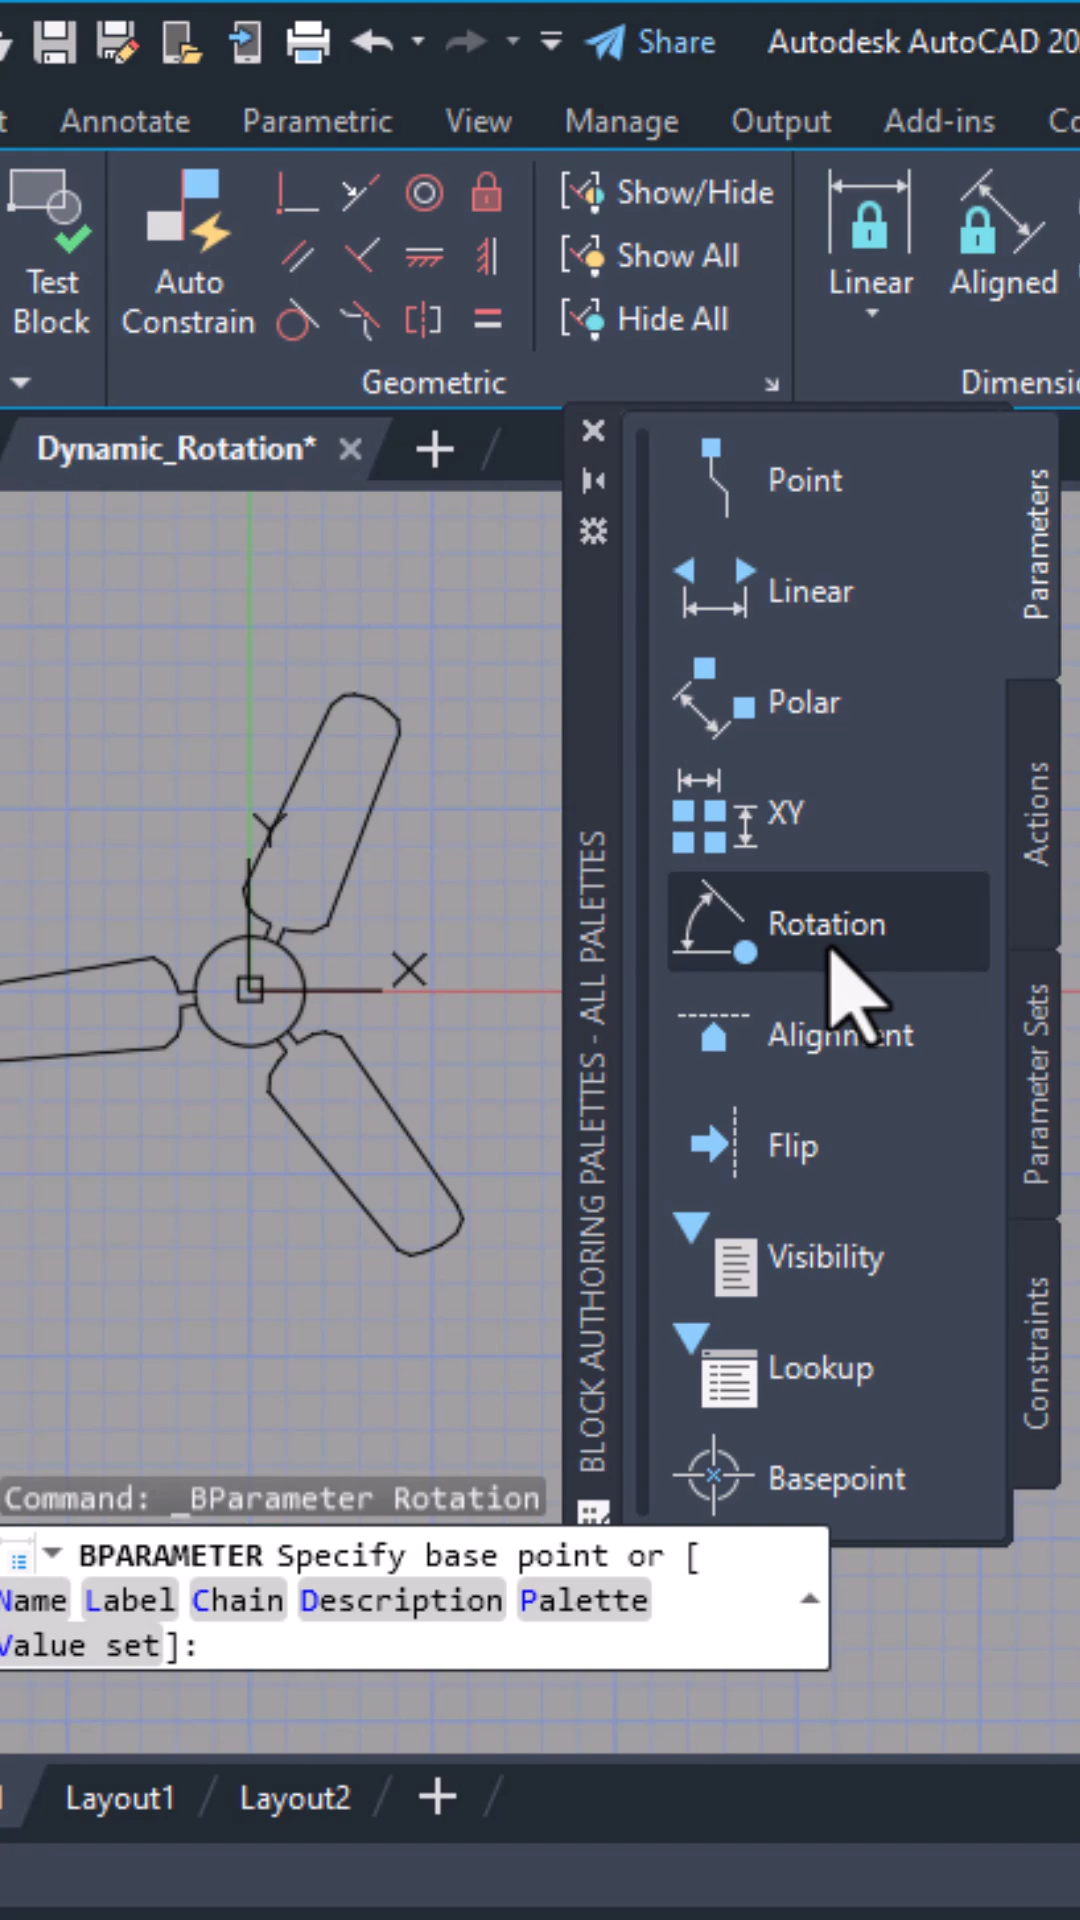 Share
Autodesk AutoCAD 20
Annotate
Parametric
View
Manage
Output
Add-ins
Test
Block
Auto
Constrain
Show/Hide
Show All
Hide All
Linear
Aligned
Geometric
Dynamic_Rotation*
Point
Linear
Polar
XY
Rotation
Alignment
Flip
Visibility
Lookup
Basepoint
Parameters
Actions
Parameter Sets
Constraints
BLOCK AUTHORING PALETTES - ALL PALETTES
Y
X
Command: _BParameter Rotation
BPARAMETER Specify base point or [
Name Label Chain Description Palette
Value set]:
Layout1
Layout2